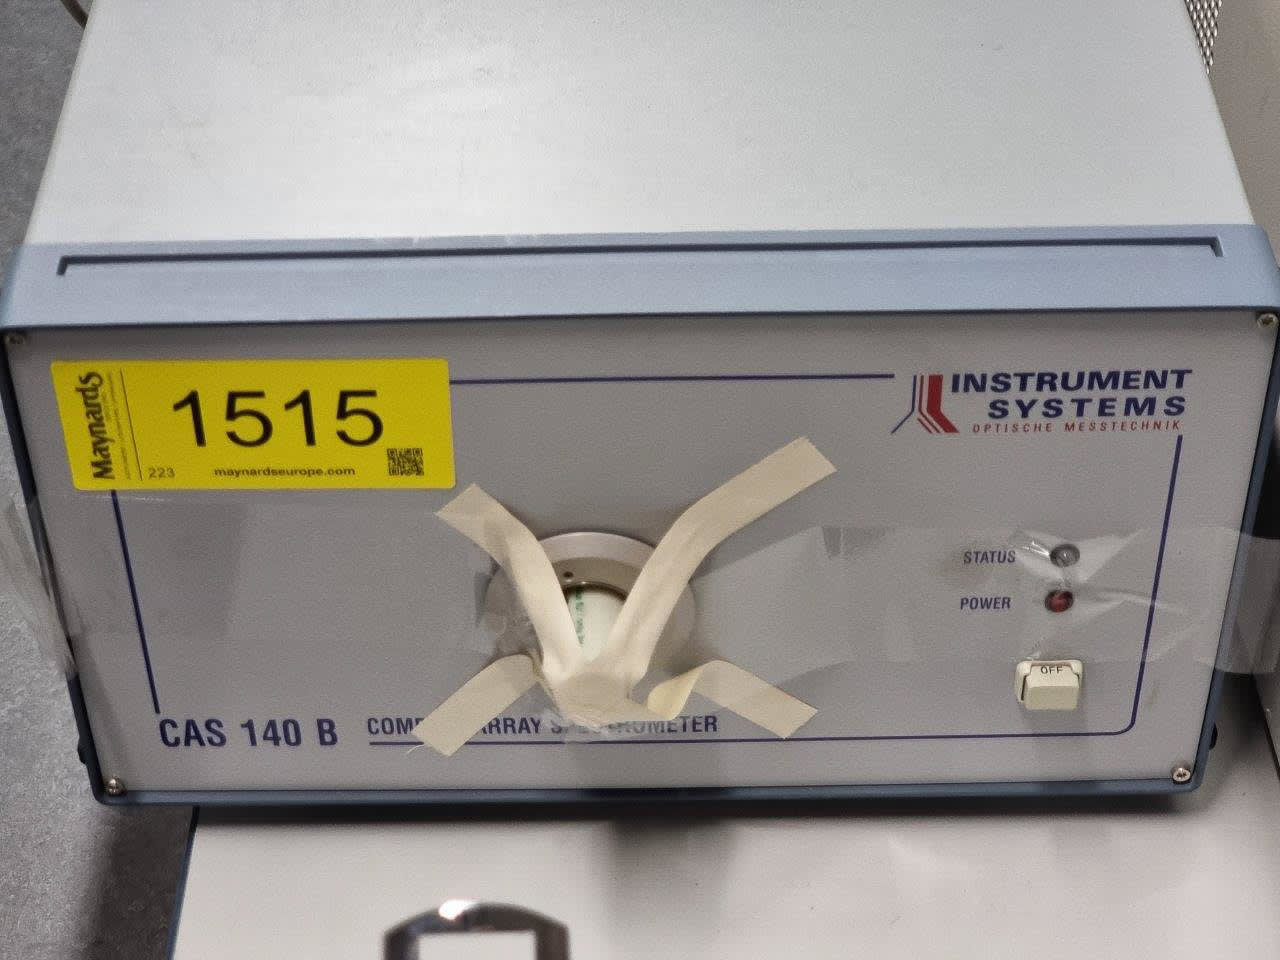 Maynards
1515
223
maynardseurope.com
INSTRUMENT
SYSTEMS
OPTISCHE MESSTECHNIK
STATUS
POWER
OFF
CAS 140 B